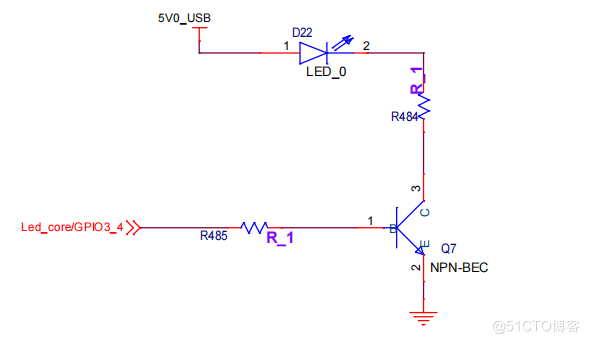 5V0_USB
D22
1
2
LED_0
R_1
R484
3
C
Led_core/GPIO3_4
R485
R_1
1
B
E
Q7
2
NPN-BEC
@51CTO博客